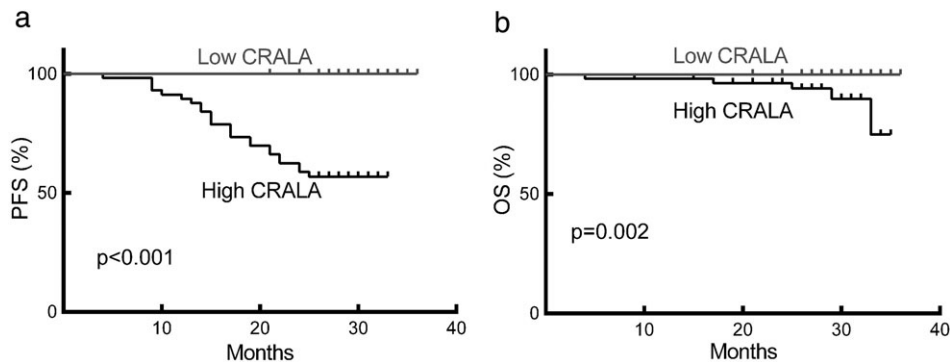 a
Low CRALA
100
High CRALA
50
PFS (%)
p<0.001
0
10
20
30
40
Months
b
Low CRALA
100
High CRALA
50
OS (%)
p=0.002
0
10
20
30
40
Months